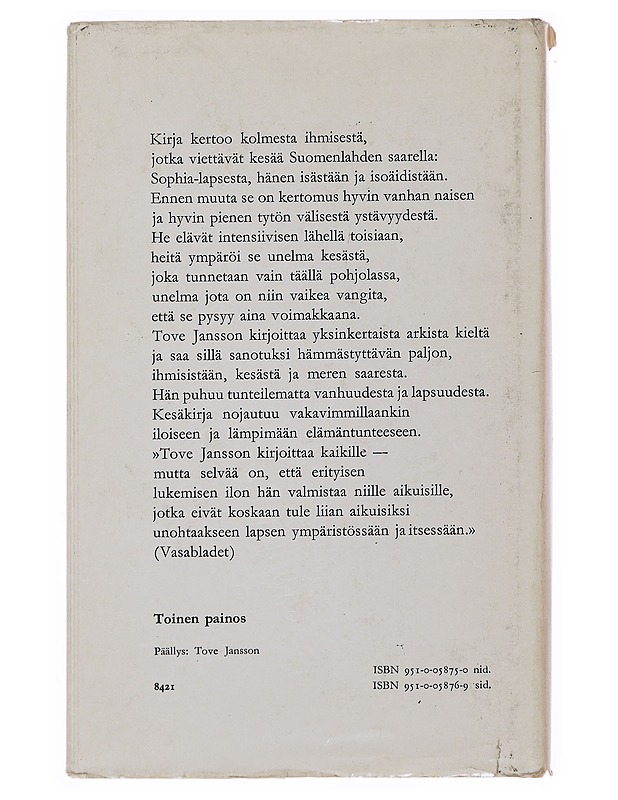 Kirja kertoo kolmesta ihmisestä,
jotka viettävät kesää Suomenlahden saarella:
Sophia-lapsesta, hänen isästään ja isoäidistään.
Ennen muuta se on kertomus hyvin vanhan naisen
ja hyvin pienen tytön välisestä ystävyydestä.
He elävät intensiivisen lähellä toisiaan,
heitä ympäröi se unelma kesästä,
joka tunnetaan vain täällä pohjolassa,
unelma jota on niin vaikea vangita,
että se pysyy aina voimakkaana.
Tove Jansson kirjoittaa yksinkertaista arkista kieltä
ja saa sillä sanotuksi hämmästyttävän paljon,
ihmisistään, kesästä ja meren saaresta.
Hän puhuu tunteilematta vanhuudesta ja lapsuudesta.
Kesäkirja nojautuu vakavimmillaankin
iloiseen ja lämpimään elämäntunteeseen.
»Tove Jansson kirjoittaa kaikille —
mutta selvää on, että erityisen
lukemisen ilon hän valmistaa niille aikuisille,
jotka eivät koskaan tule liian aikuisiksi
unohtaakseen lapsen ympäristössään ja itsessään.»
(Vasabladet)
Toinen painos
Päällys: Tove Jansson
ISBN 951-0-05875-0 nid.
8421 ISBN 951-0-05876-9 sid.